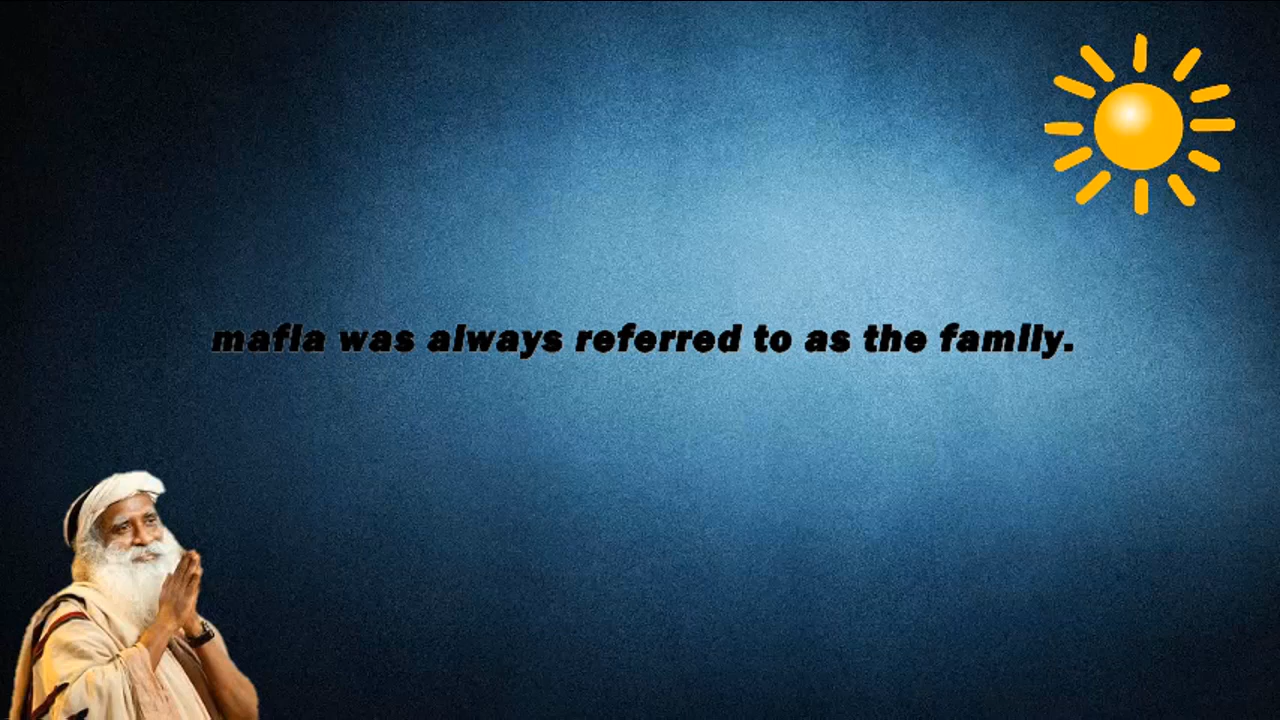 mafia was always referred to as the family.